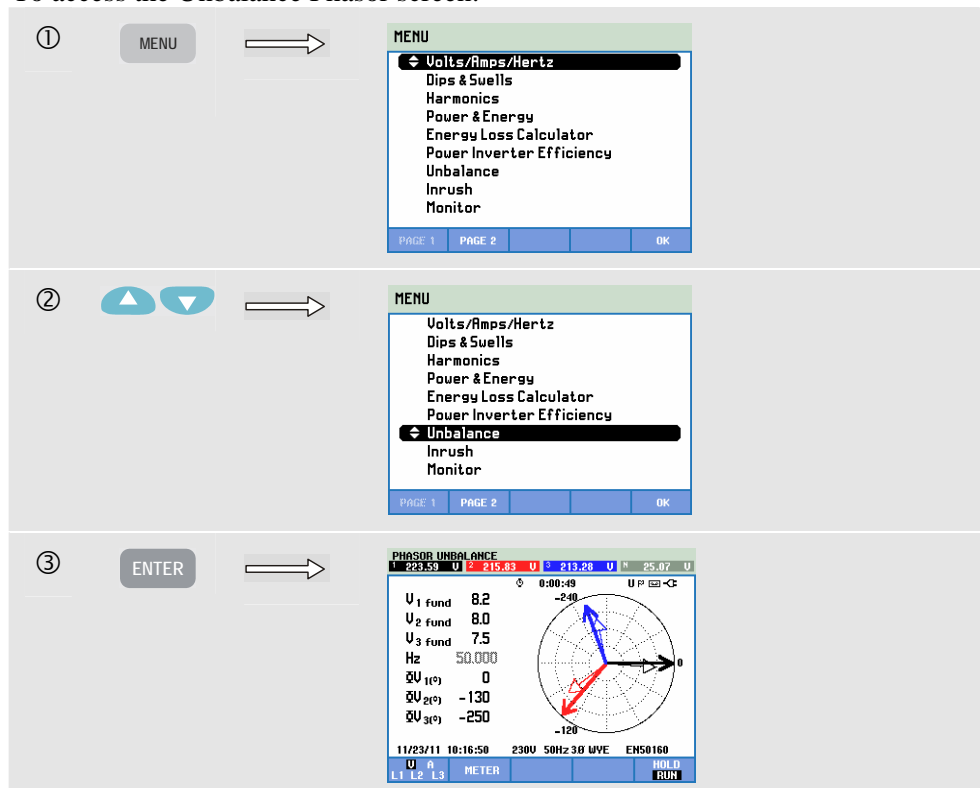 To access the Unbalance Phasor screen:
① MENU
MENU
Volts/Amps/Hertz
Dips & Swells
Harmonics
Power & Energy
Energy Loss Calculator
Power Inverter Efficiency
Unbalance
Inrush
Monitor
PAGE 1 PAGE 2 OK
②
MENU
Volts/Amps/Hertz
Dips & Swells
Harmonics
Power & Energy
Energy Loss Calculator
Power Inverter Efficiency
Unbalance
Inrush
Monitor
PAGE 1 PAGE 2 OK
③ ENTER
PHASOR UNBALANCE
1 223.59 V 2 215.83 V 3 213.28 V N 25.07 V
0:00:49 U P
V1 fund 8.2
V2 fund 8.0
V3 fund 7.5
Hz 50.000
ΦV1(°) 0
ΦV2(°) -130
ΦV3(°) -250
-240
0
-120
11/23/11 10:16:50 230V 50Hz 3Ø WYE EN50160
V A
L1 L2 L3 METER HOLD
RUN